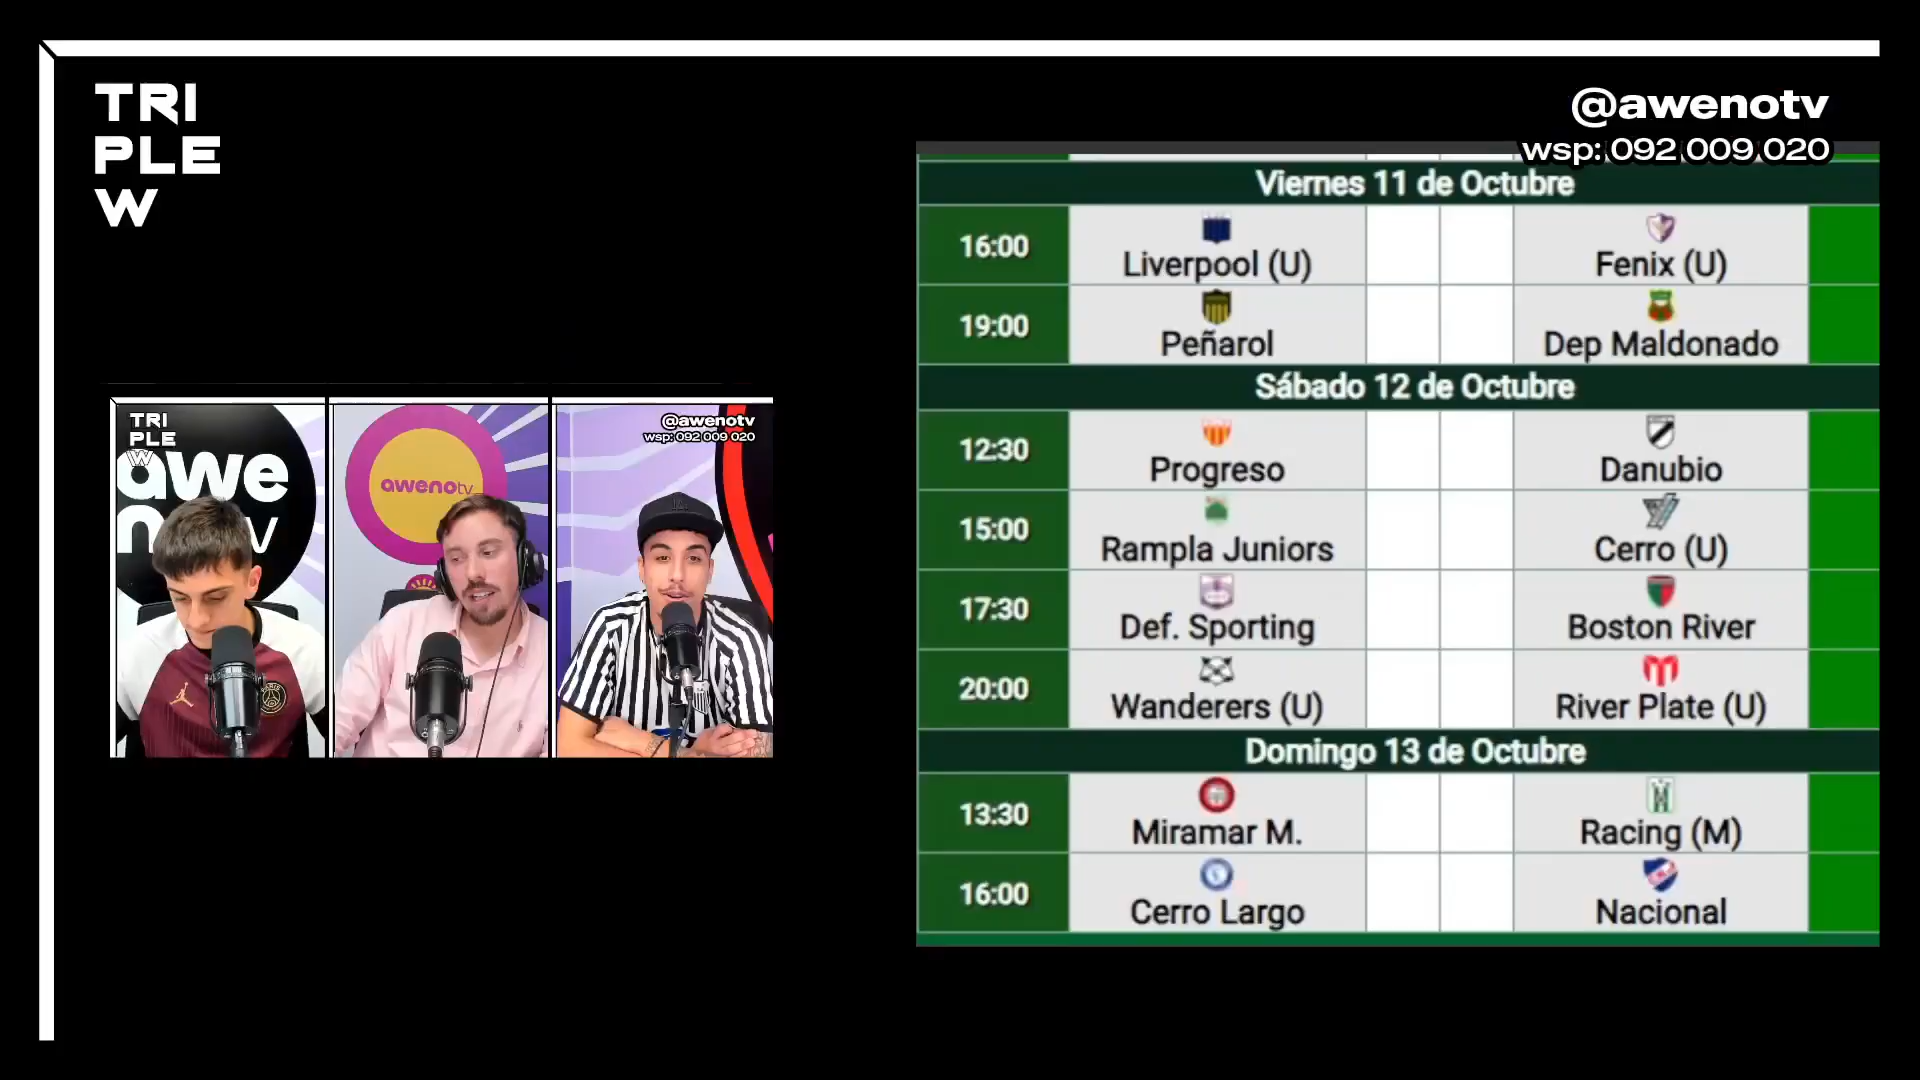 TRI
PLE
W
@awenotv
wsp: 092 009 020
Viernes 11 de Octubre
16:00 Liverpool (U) Fenix (U)
19:00 Peñarol Dep Maldonado
Sábado 12 de Octubre
12:30 Progreso Danubio
15:00 Rampla Juniors Cerro (U)
17:30 Def. Sporting Boston River
20:00 Wanderers (U) River Plate (U)
Domingo 13 de Octubre
13:30 Miramar M. Racing (M)
16:00 Cerro Largo Nacional
TRI
PLE
W
awe
n
v
awenotv
@awenotv
wsp: 092 009 020